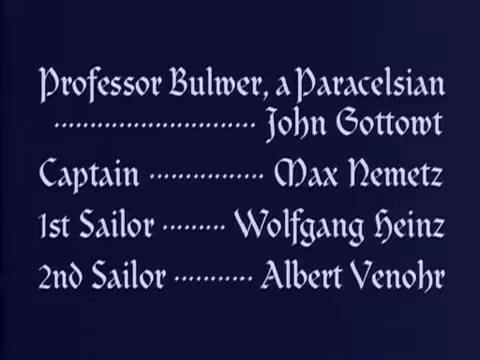 Professor Bulwer, a Paracelsian
............................ John Gottowt
Captain ................ Max Nemetz
1st Sailor ......... Wolfgang Heinz
2nd Sailor ........... Albert Venohr